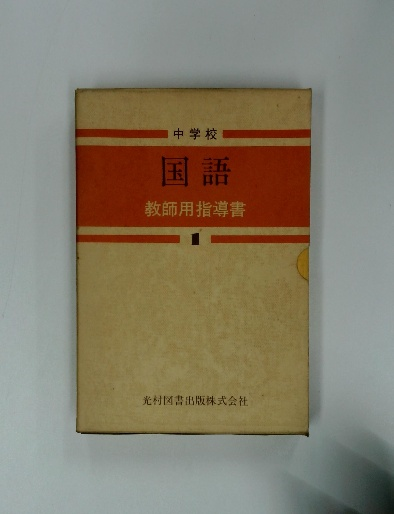 中学校
国語
教師用指導書
1
光村図書出版株式会社